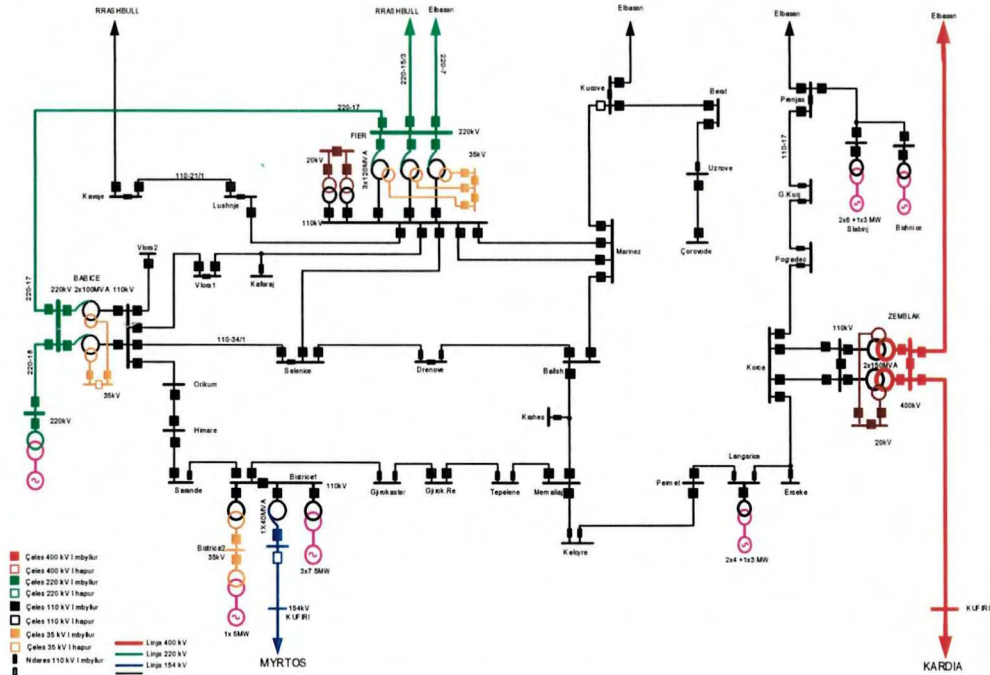 RRASHBULL
RRASHBULL
Elbasan
Elbasan
Elbasan
Elbasan
220-15/3
220-7
220-17
FIER
220kV
20kV
3x120MVA
35kV
110kV
Kucove
Berat
Uzrove
Çorovode
Marinez
Prenjas
110-17
G.Kuq
Pogradec
2x6 +1x3 MW
Slabinj
Bishnice
Kavaje
110-21/1
Lushnje
Vlora2
Vlora1
Kafaraj
BABICE
220kV 2x100MVA 110kV
220-17
220-18
35kV
220kV
110-34/1
Selenice
Drenove
Ballsh
Orikum
Himare
Sarande
Bistrice1
110kV
1X40MVA
Bistrice2
35kV
3x7.5MW
1x 5MW
154kV
KUFIRI
MYRTOS
Gjirokaster
Gjirok.Re
Tepelene
Memaliaj
Keshes
Kelcyre
Permet
Langarice
2x4 +1x3 MW
Erseke
Korce
110kV
ZEMBLAK
2x150MVA
400kV
20kV
KUFIRI
KARDIA
Çeles 400 kV I mbyllur
Çeles 400 kV I hapur
Çeles 220 kV I mbyllur
Çeles 220 kV I hapur
Çeles 110 kV I mbyllur
Çeles 110 kV I hapur
Çeles 35 kV I mbyllur
Çeles 35 kV I hapur
Ndares 110 kV I mbyllur
Linja 400 kV
Linja 220 kV
Linja 154 kV